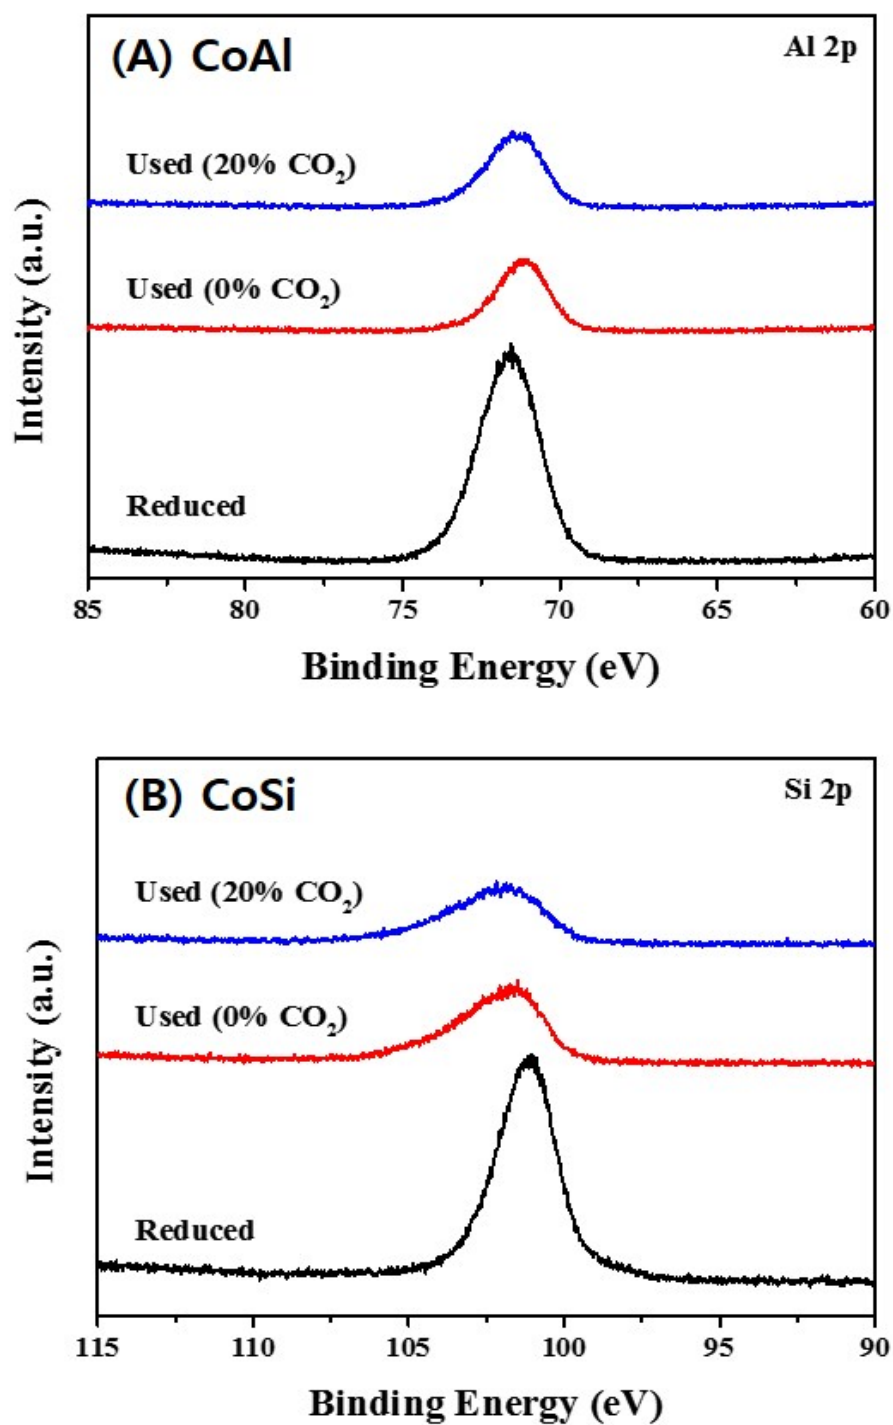 (A) CoAl
Al 2p
Used (20% CO₂)
Used (0% CO₂)
Reduced
Intensity (a.u.)
85 80 75 70 65 60
Binding Energy (eV)
(B) CoSi
Si 2p
Used (20% CO₂)
Used (0% CO₂)
Reduced
Intensity (a.u.)
115 110 105 100 95 90
Binding Energy (eV)